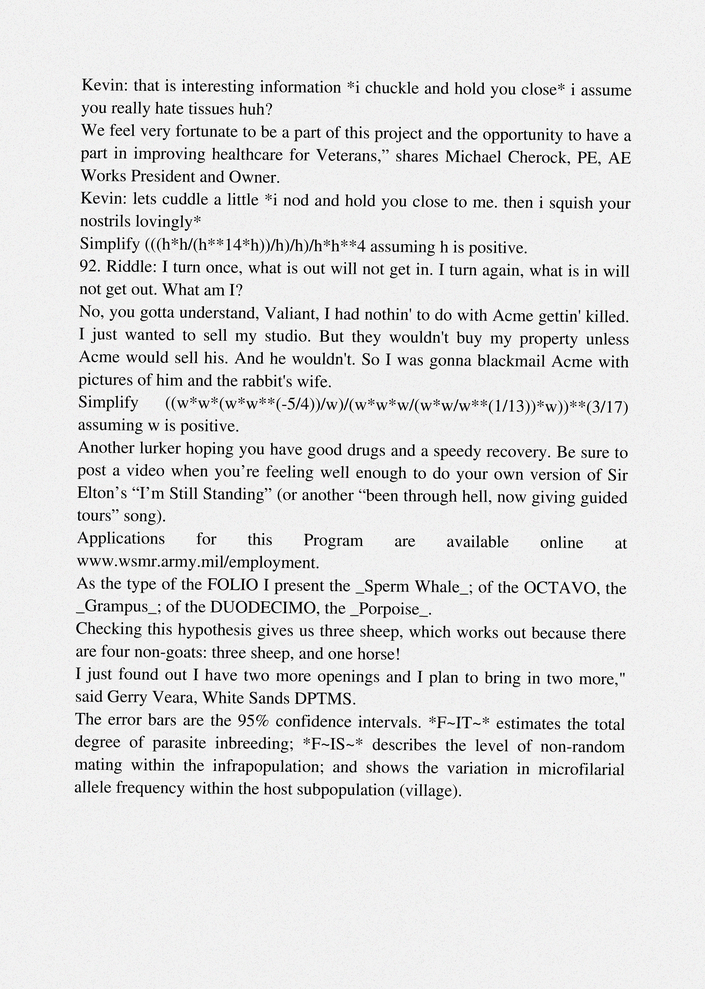 Kevin: that is interesting information *i chuckle and hold you close* i assume
you really hate tissues huh?
We feel very fortunate to be a part of this project and the opportunity to have a
part in improving healthcare for Veterans,” shares Michael Cherock, PE, AE
Works President and Owner.
Kevin: lets cuddle a little *i nod and hold you close to me. then i squish your
nostrils lovingly*
Simplify (((h*h/(h**14*h))/h)/h)/h*h**4 assuming h is positive.
92. Riddle: I turn once, what is out will not get in. I turn again, what is in will
not get out. What am I?
No, you gotta understand, Valiant, I had nothin' to do with Acme gettin' killed.
I just wanted to sell my studio. But they wouldn't buy my property unless
Acme would sell his. And he wouldn't. So I was gonna blackmail Acme with
pictures of him and the rabbit's wife.
Simplify ((w*w*(w*w**(-5/4))/w)/(w*w*w/(w*w/w**(1/13))*w))**(3/17)
assuming w is positive.
Another lurker hoping you have good drugs and a speedy recovery. Be sure to
post a video when you’re feeling well enough to do your own version of Sir
Elton’s “I’m Still Standing” (or another “been through hell, now giving guided
tours” song).
Applications for this Program are available online at
www.wsmr.army.mil/employment.
As the type of the FOLIO I present the _Sperm Whale_; of the OCTAVO, the
_Grampus_; of the DUODECIMO, the _Porpoise_.
Checking this hypothesis gives us three sheep, which works out because there
are four non-goats: three sheep, and one horse!
I just found out I have two more openings and I plan to bring in two more,"
said Gerry Veara, White Sands DPTMS.
The error bars are the 95% confidence intervals. *F~IT~* estimates the total
degree of parasite inbreeding; *F~IS~* describes the level of non-random
mating within the infrapopulation; and shows the variation in microfilarial
allele frequency within the host subpopulation (village).